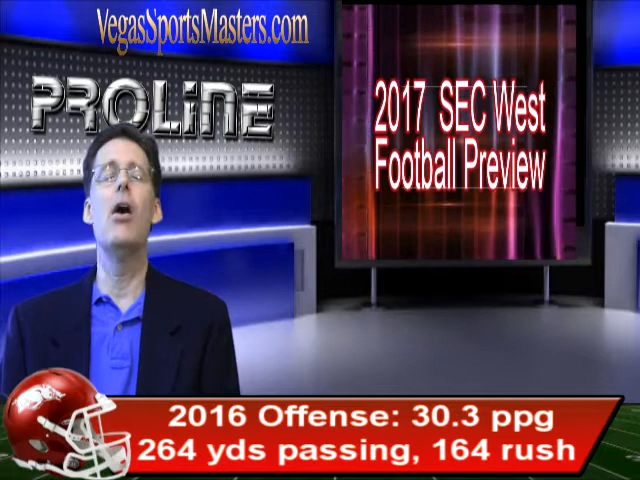 VegasSportsMasters.com
PROLINE
2017 SEC West
Football Preview
2016 Offense: 30.3 ppg
264 yds passing, 164 rush